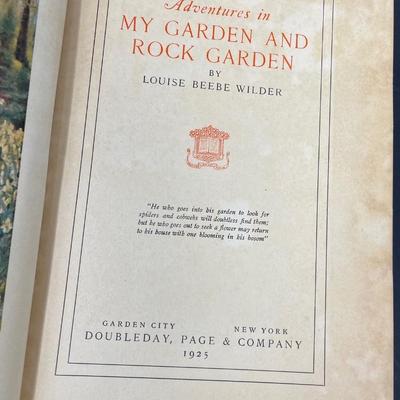 Adventures in
MY GARDEN AND
ROCK GARDEN
BY
LOUISE BEEBE WILDER
"He who goes into his garden to look for
spiders and cobwebs will doubtless find them;
but he who goes out to seek a flower may return
to his house with one blooming in his bosom"
GARDEN CITY NEW YORK
DOUBLEDAY, PAGE & COMPANY
1925